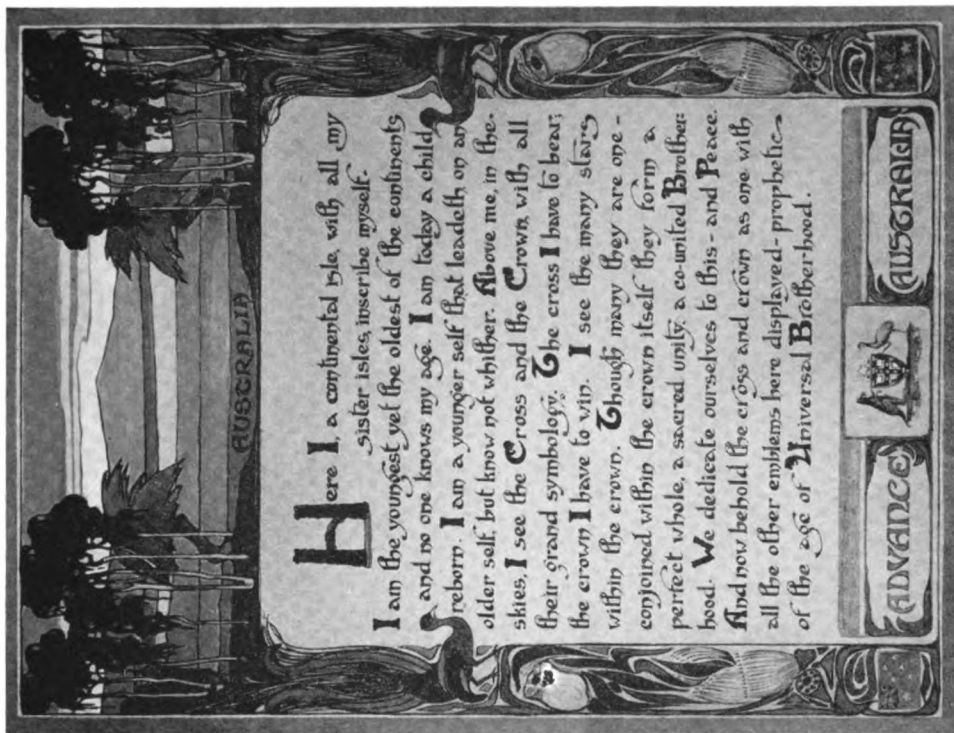 AUSTRALIA
Here I, a continental isle, with all my
sister isles, inscribe myself.
I am the youngest yet the oldest of the continents
and no one knows my age. I am today a child
reborn. I am a younger self that leadeth on an
older self, but know not whither. Above me, in the
skies, I see the Cross and the Crown, with all
their grand symbology. The cross I have to bear;
the crown I have to win. I see the many stars
within the crown. Though many they are one-
conjoined within the crown itself they form a
perfect whole, a sacred unity, a co-united Brother:
hood. We dedicate ourselves to this - and Peace.
And now behold the cross and crown as one with
all the other emblems here displayed - prophetic
of the age of Universal Brother-hood.
ADVANCE AUSTRALIA